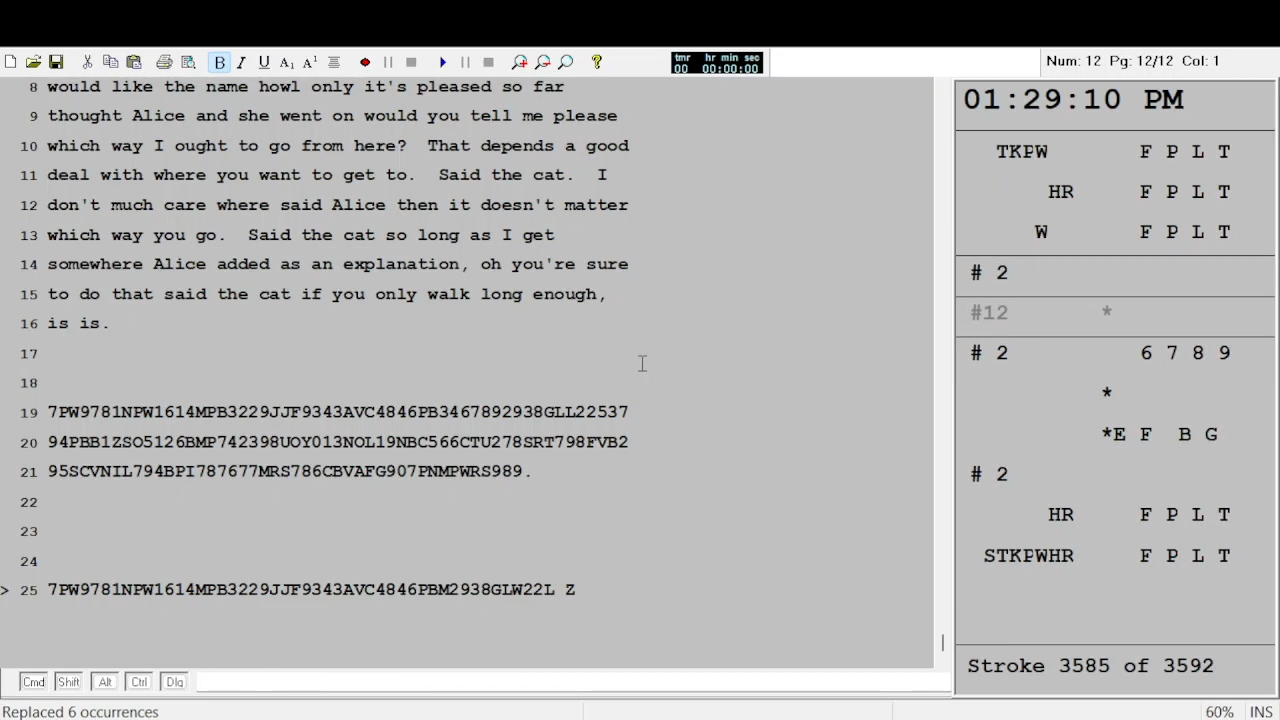 B I U A₁ A¹ ?
tmr hr min sec
00 00:00:00
Num: 12 Pg: 12/12 Col: 1
8 would like the name howl only it's pleased so far
9 thought Alice and she went on would you tell me please
10 which way I ought to go from here? That depends a good
11 deal with where you want to get to. Said the cat. I
12 don't much care where said Alice then it doesn't matter
13 which way you go. Said the cat so long as I get
14 somewhere Alice added as an explanation, oh you're sure
15 to do that said the cat if you only walk long enough,
16 is is.
17
18
19 7PW9781NPW1614MPB3229JJF9343AVC4846PB3467892938GLL22537
20 94PBB1ZSO5126BMP742398UOY013NOL19NBC566CTU278SRT798FVB2
21 95SCVNIL794BPI787677MRS786CBVAFG907PNMPWRS989.
22
23
24
> 25 7PW9781NPW1614MPB3229JJF9343AVC4846PBM2938GLW22L Z
01:29:10 PM
TKPW F P L T
HR F P L T
W F P L T
# 2
#12 *
# 2 6 7 8 9
*
*E F B G
# 2
HR F P L T
STKPWHR F P L T
Stroke 3585 of 3592
Cmd Shift Alt Ctrl Dlg
Replaced 6 occurrences
60% INS